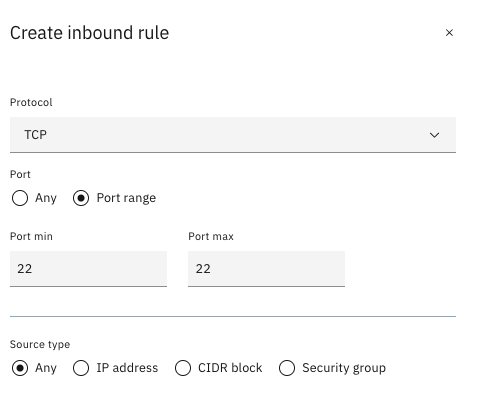 Create inbound rule
Protocol
TCP
Port
Any Port range
Port min Port max
22 22
Source type
Any IP address CIDR block Security group